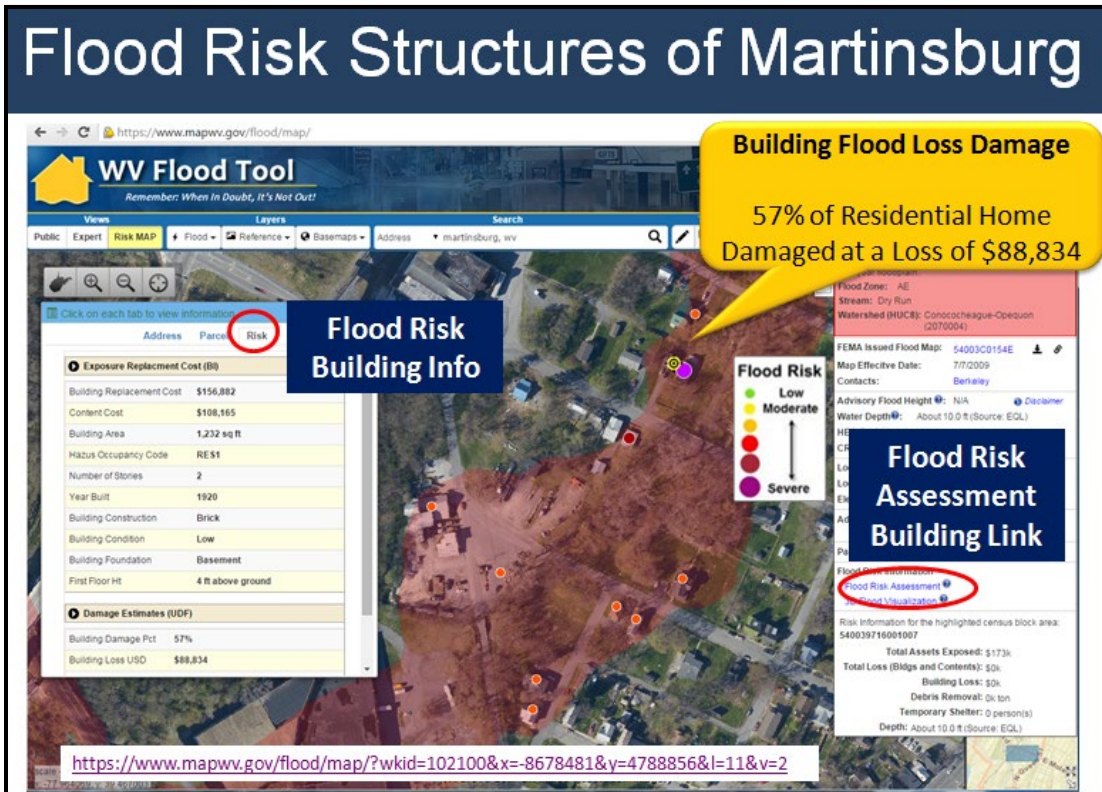 Flood Risk Structures of Martinsburg
https://www.mapwv.gov/flood/map/
WV Flood Tool
Remember: When In Doubt, It's Not Out!
Views Layers Search
Public Expert Risk MAP Flood Reference Basemaps Address martinsburg, wv
Building Flood Loss Damage
57% of Residential Home
Damaged at a Loss of $88,834
Click on each tab to view information
Address Parcel Risk
Exposure Replacment Cost (BI)
Building Replacement Cost $156,882
Content Cost $108,165
Building Area 1,232 sq ft
Hazus Occupancy Code RES1
Number of Stories 2
Year Built 1920
Building Construction Brick
Building Condition Low
Building Foundation Basement
First Floor Ht 4 ft above ground
Damage Estimates (UDF)
Building Damage Pct 57%
Building Loss USD $88,834
Flood Risk
Building Info
Flood Risk
Low
Moderate
Severe
Flood Zone: AE
Stream: Dry Run
Watershed (HUC8): Conococheague-Opequon
(2070004)
FEMA Issued Flood Map: 54003C0154E
Map Effecitve Date: 7/7/2009
Contacts: Berkeley
Advisory Flood Height: N/A Disclaimer
Water Depth: About 10.0 ft (Source: EQL)
Flood Risk
Assessment
Building Link
Flood Risk Information
Flood Risk Assessment
3D Flood Visualization
Risk Information for the highlighted census block area:
540039716001007
Total Assets Exposed: $173k
Total Loss (Bldgs and Contents): $0k
Building Loss: $0k
Debris Removal: 0k ton
Temporary Shelter: 0 person(s)
Depth: About 10.0 ft (Source: EQL)
https://www.mapwv.gov/flood/map/?wkid=102100&x=-8678481&y=4788856&l=11&v=2